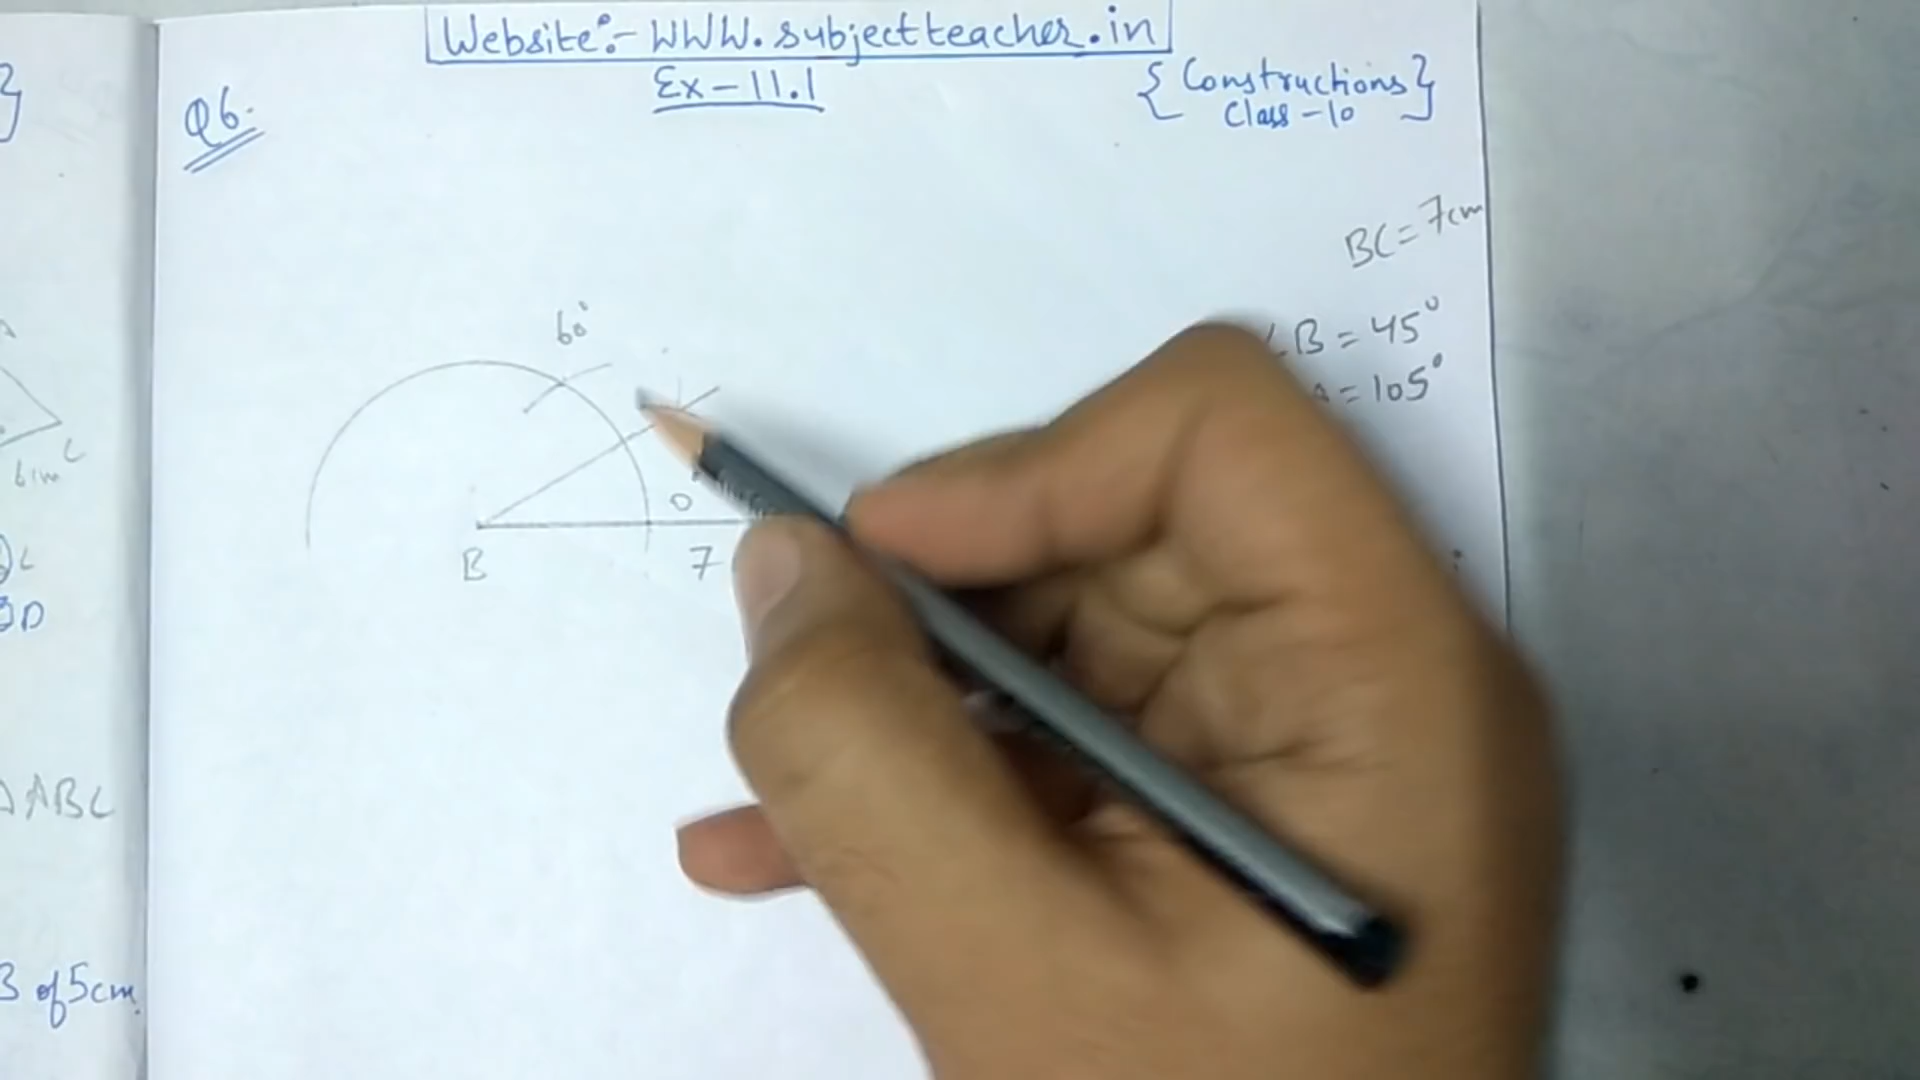 Website:- WWW.subjectteacher.in
Ex-11.1
Q6.
{Constructions}
Class-10
BC=7cm
∠B=45°
A=105°
60°
0
B
7
}
A
C
6cm
C
D
ABC
B of 5cm